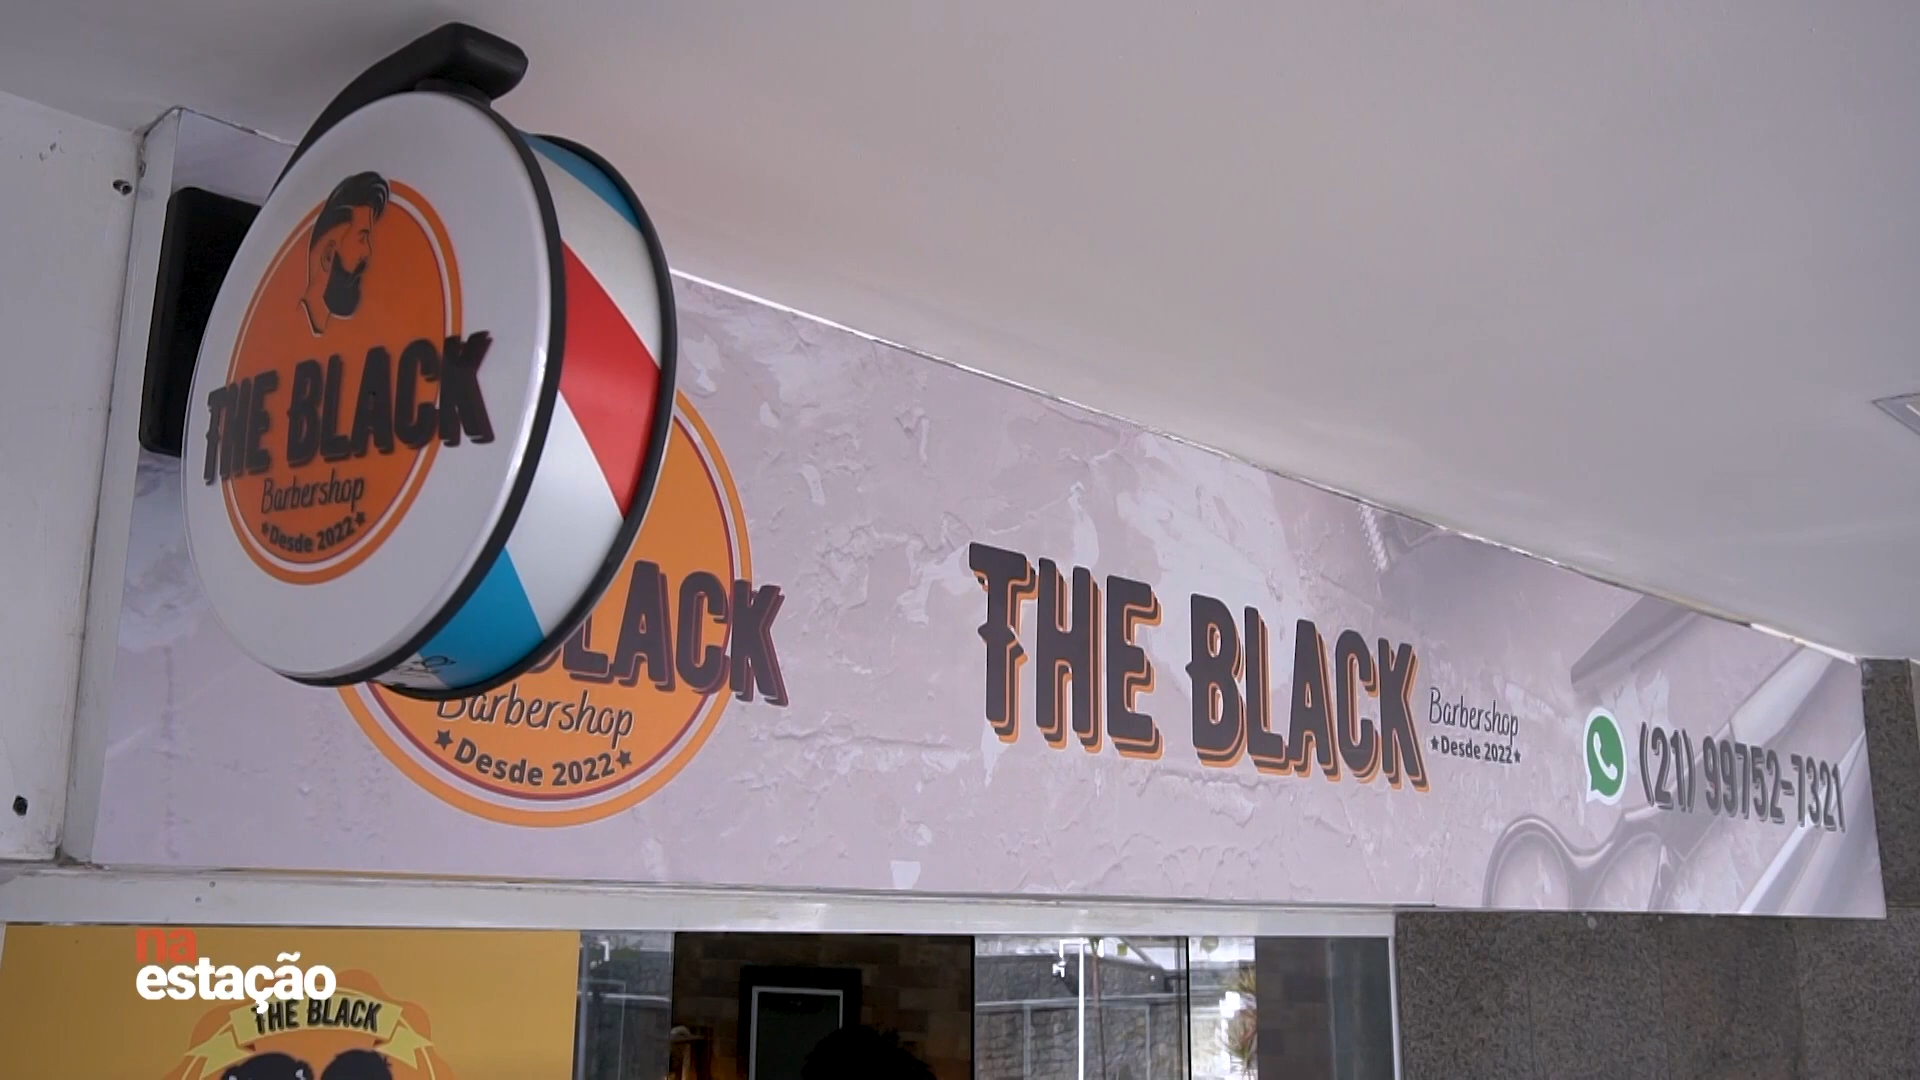 THE BLACK
Barbershop
★Desde 2022★
LACK
Barbershop
★Desde 2022★
THE BLACK
Barbershop
★Desde 2022★
(21) 99752-7321
na
estação
THE BLACK